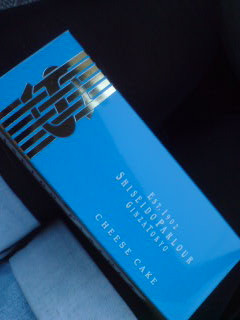 EST.1902
SHISEIDO PARLOUR
GINZA TOKYO
CHEESE CAKE